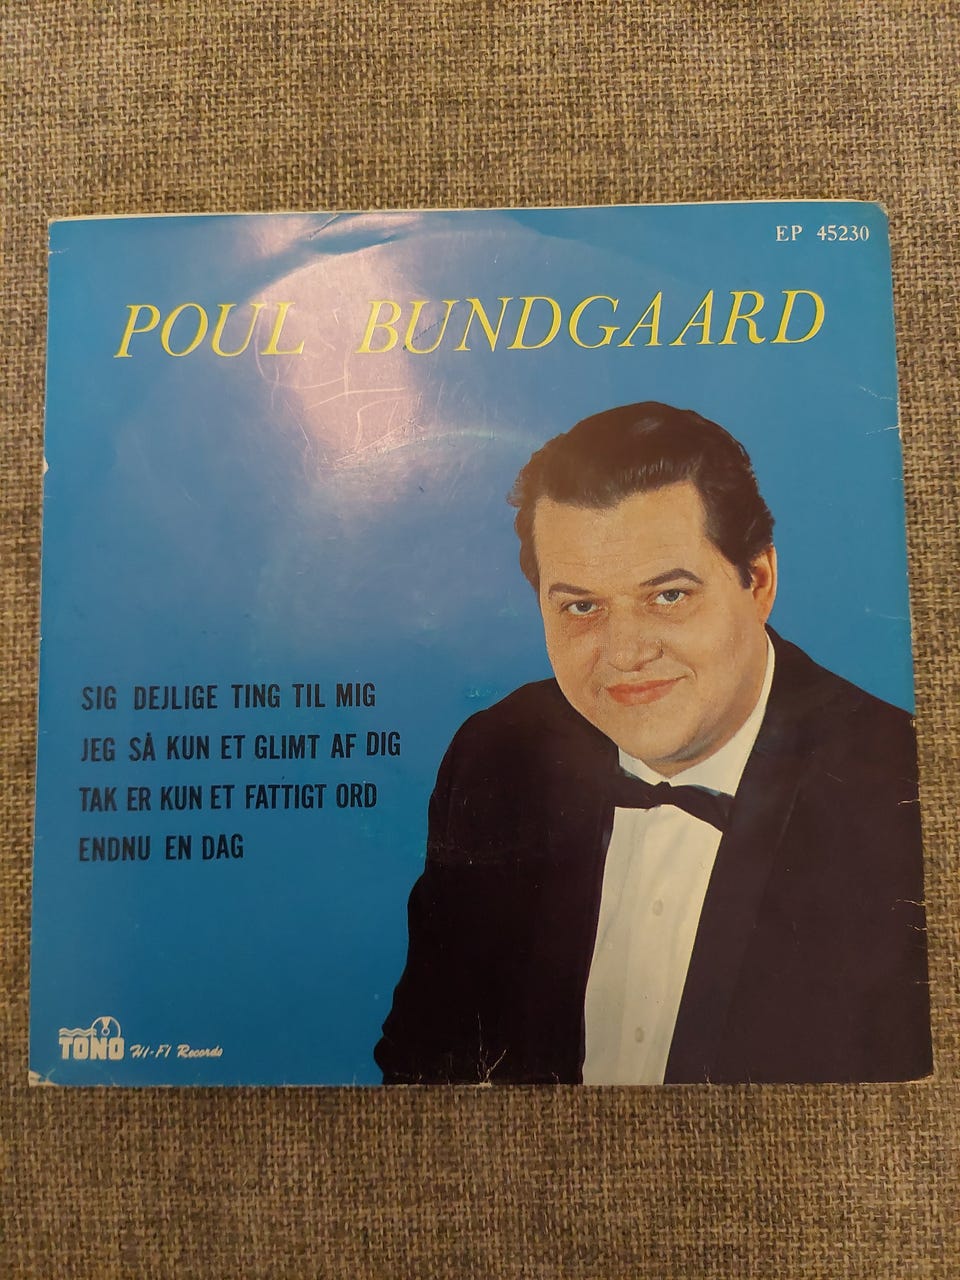 EP 45230
POUL BUNDGAARD
SIG DEJLIGE TING TIL MIG
JEG SÅ KUN ET GLIMT AF DIG
TAK ER KUN ET FATTIGT ORD
ENDNU EN DAG
TONO HI-FI Records